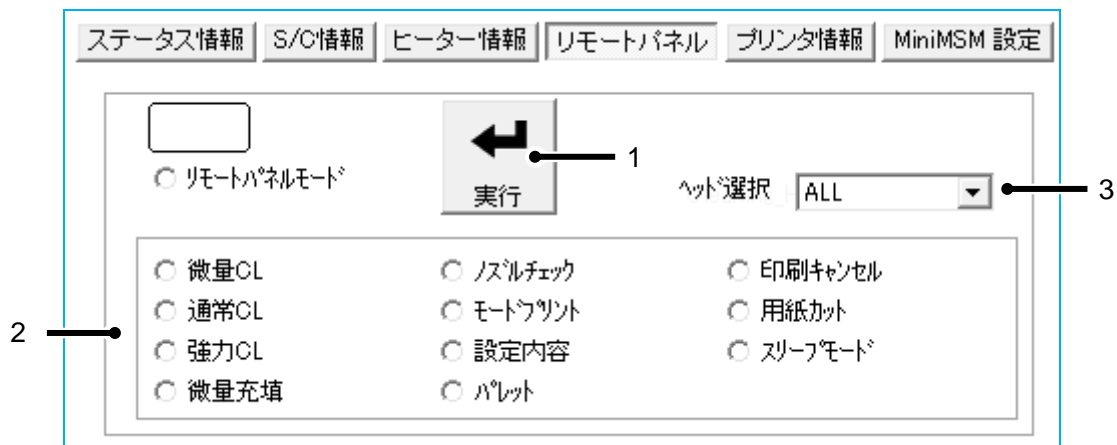 ステータス情報 S/C情報 ヒーター情報 リモートパネル プリンタ情報 MiniMSM 設定
実行
1
ﾘﾓｰﾄﾊﾟﾈﾙﾓｰﾄﾞ
ﾍｯﾄﾞ選択 ALL
3
微量CL ﾉｽﾞﾙﾁｪｯｸ 印刷ｷｬﾝｾﾙ
通常CL ﾓｰﾄﾞﾌﾟﾘﾝﾄ 用紙ｶｯﾄ
2
強力CL 設定内容 ｽﾘｰﾌﾟﾓｰﾄﾞ
微量充填 ﾊﾟﾚｯﾄ